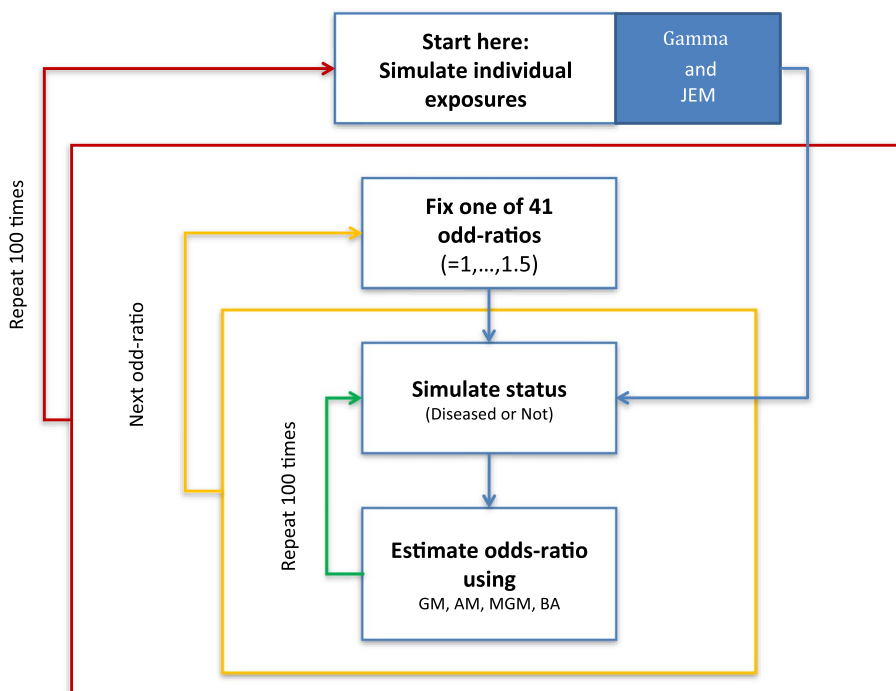 Start here:
Simulate individual
exposures
Gamma
and
JEM
Repeat 100 times
Fix one of 41
odd-ratios
(=1,...,1.5)
Next odd-ratio
Simulate status
(Diseased or Not)
Repeat 100 times
Estimate odds-ratio
using
GM, AM, MGM, BA